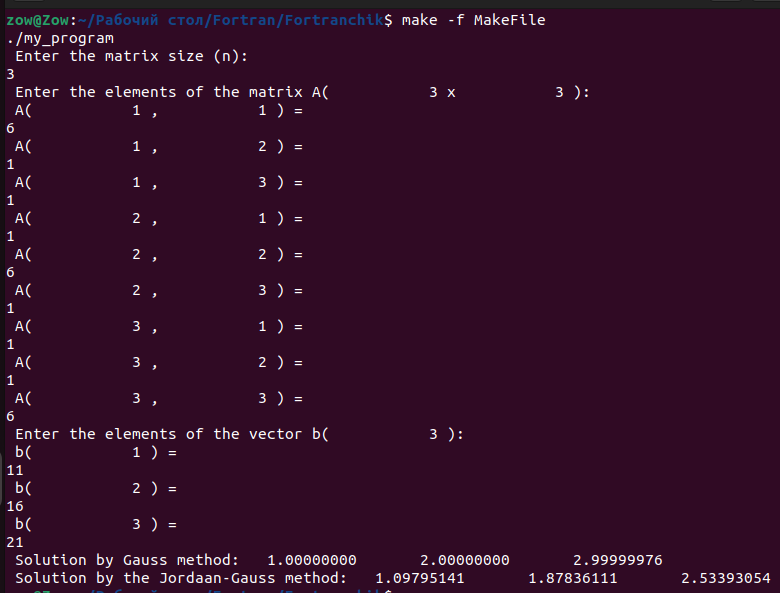 zow@Zow:~/Рабочий стол/Fortran/Fortranchik$ make -f MakeFile
./my_program
Enter the matrix size (n):
3
Enter the elements of the matrix A( 3 x 3 ):
A( 1 , 1 ) =
6
A( 1 , 2 ) =
1
A( 1 , 3 ) =
1
A( 2 , 1 ) =
1
A( 2 , 2 ) =
6
A( 2 , 3 ) =
1
A( 3 , 1 ) =
1
A( 3 , 2 ) =
1
A( 3 , 3 ) =
6
Enter the elements of the vector b( 3 ):
b( 1 ) =
11
b( 2 ) =
16
b( 3 ) =
21
Solution by Gauss method: 1.00000000 2.00000000 2.99999976
Solution by the Jordaan-Gauss method: 1.09795141 1.87836111 2.53393054